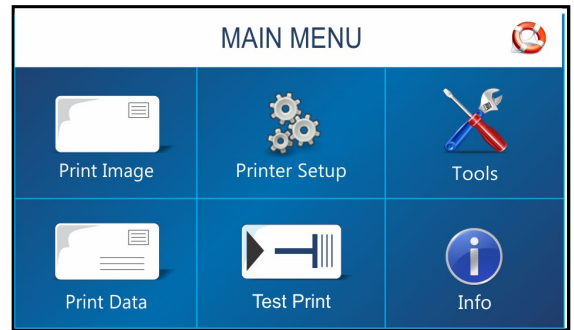 MAIN MENU
Print Image
Printer Setup
Tools
Print Data
Test Print
Info